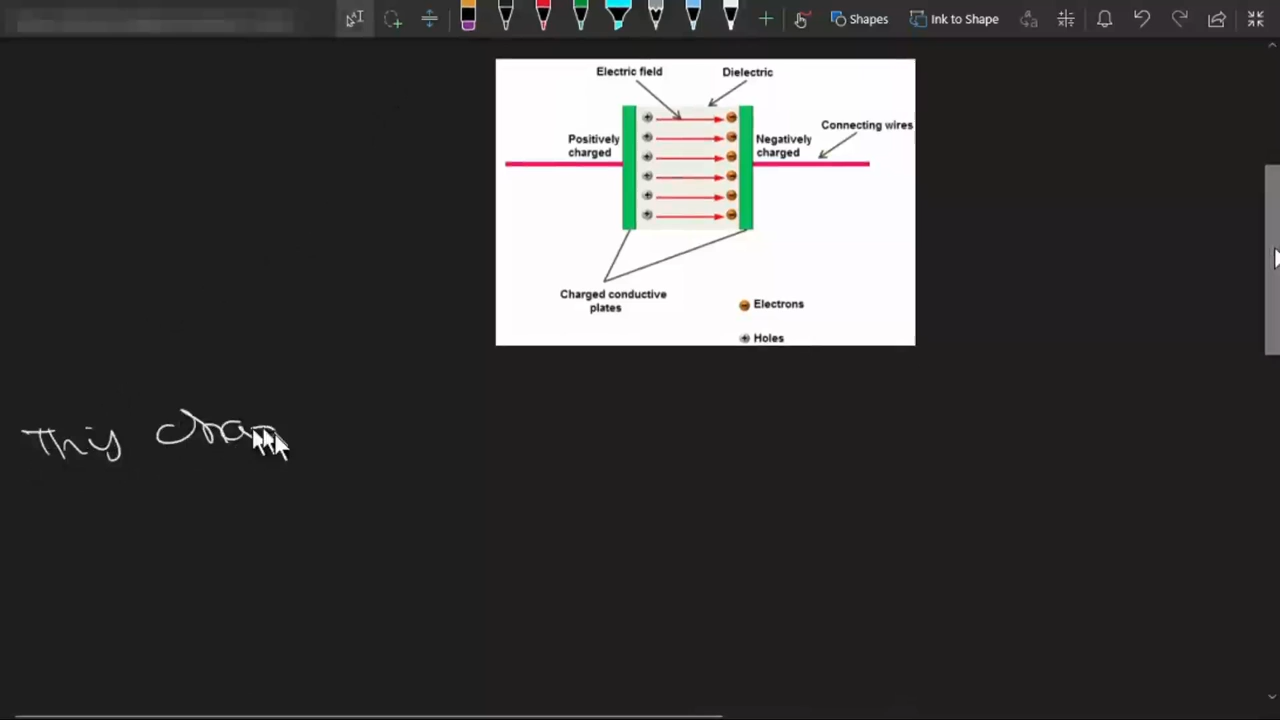 Shapes
Ink to Shape
Electric field
Dielectric
Connecting wires
Positively
charged
Negatively
charged
Charged conductive
plates
Electrons
Holes
This